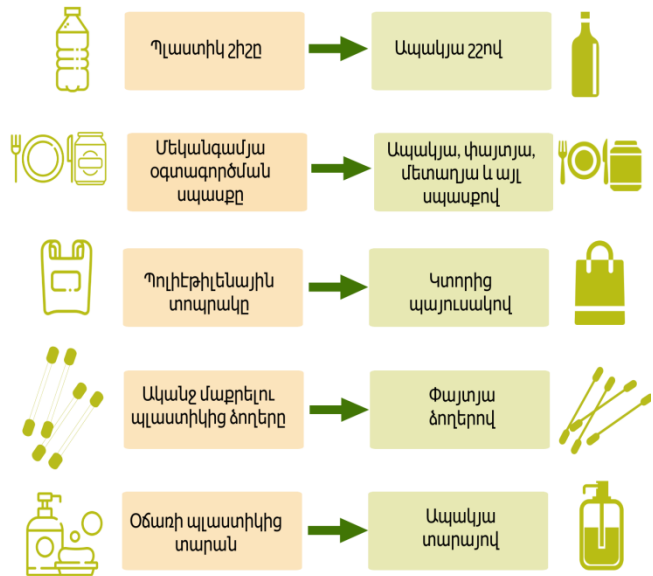 Պլաստիկ շիշը
Ապակյա շշով
Մեկանգամյա
օգտագործման
սպասքը
Ապակյա, փայտյա,
մետաղյա և այլ
սպասքով
Պոլիէթիլենային
տոպրակը
Կտորից
պայուսակով
Ականջ մաքրելու
պլաստիկից ձողերը
Փայտյա
ձողերով
Օճառի պլաստիկից
տարան
Ապակյա
տարայով